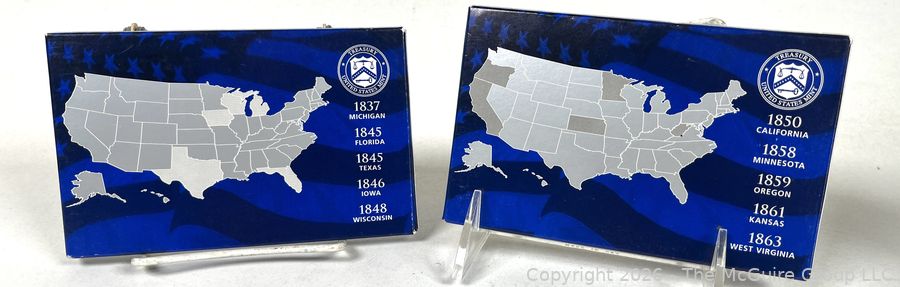 TREASURY
UNITED STATES MINT
1837
MICHIGAN
1845
FLORIDA
1845
TEXAS
1846
IOWA
1848
WISCONSIN
TREASURY
UNITED STATES MINT
1850
CALIFORNIA
1858
MINNESOTA
1859
OREGON
1861
KANSAS
1863
WEST VIRGINIA
Copyright 2026 - The McGuire Group LLC.